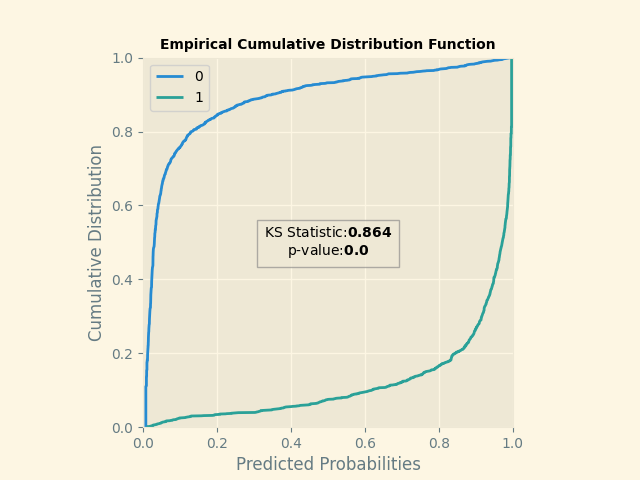 Empirical Cumulative Distribution Function
1.0
0.8
0.6
0.4
0.2
0.0
Cumulative Distribution
0
1
KS Statistic:0.864
p-value:0.0
0.0 0.2 0.4 0.6 0.8 1.0
Predicted Probabilities